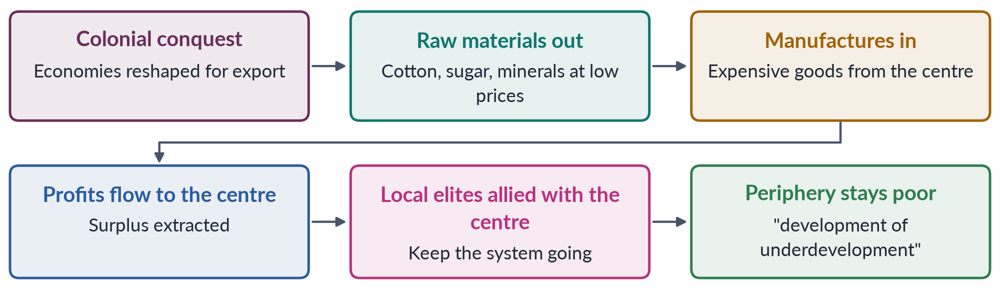 Colonial conquest
Economies reshaped for export
Raw materials out
Cotton, sugar, minerals at low
prices
Manufactures in
Expensive goods from the centre
Profits flow to the centre
Surplus extracted
Local elites allied with the
centre
Keep the system going
Periphery stays poor
"development of
underdevelopment"